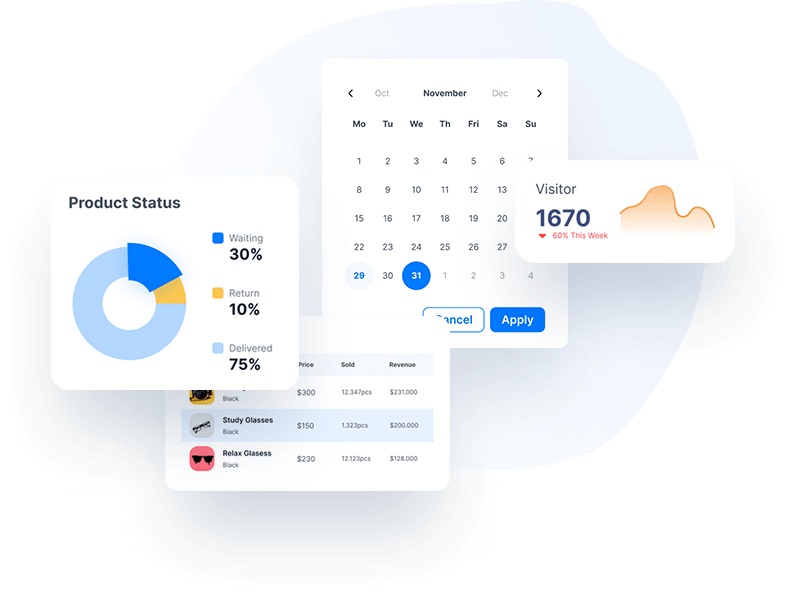 Oct November Dec
Mo Tu We Th Fri Sa Su
1 2 3 4 5 6
8 9 10 11 12 13
15 16 17 18 19 20
22 23 24 25 26 27
29 30 31 1 2 3 4
Cancel Apply
Visitor
1670
60% This Week
Product Status
Waiting
30%
Return
10%
Delivered
75%
Price Sold Revenue
Black
$300 12.347pcs $231.000
Study Glasses
Black
$150 1.323pcs $200.000
Relax Glasess
Black
$230 12.123pcs $128.000